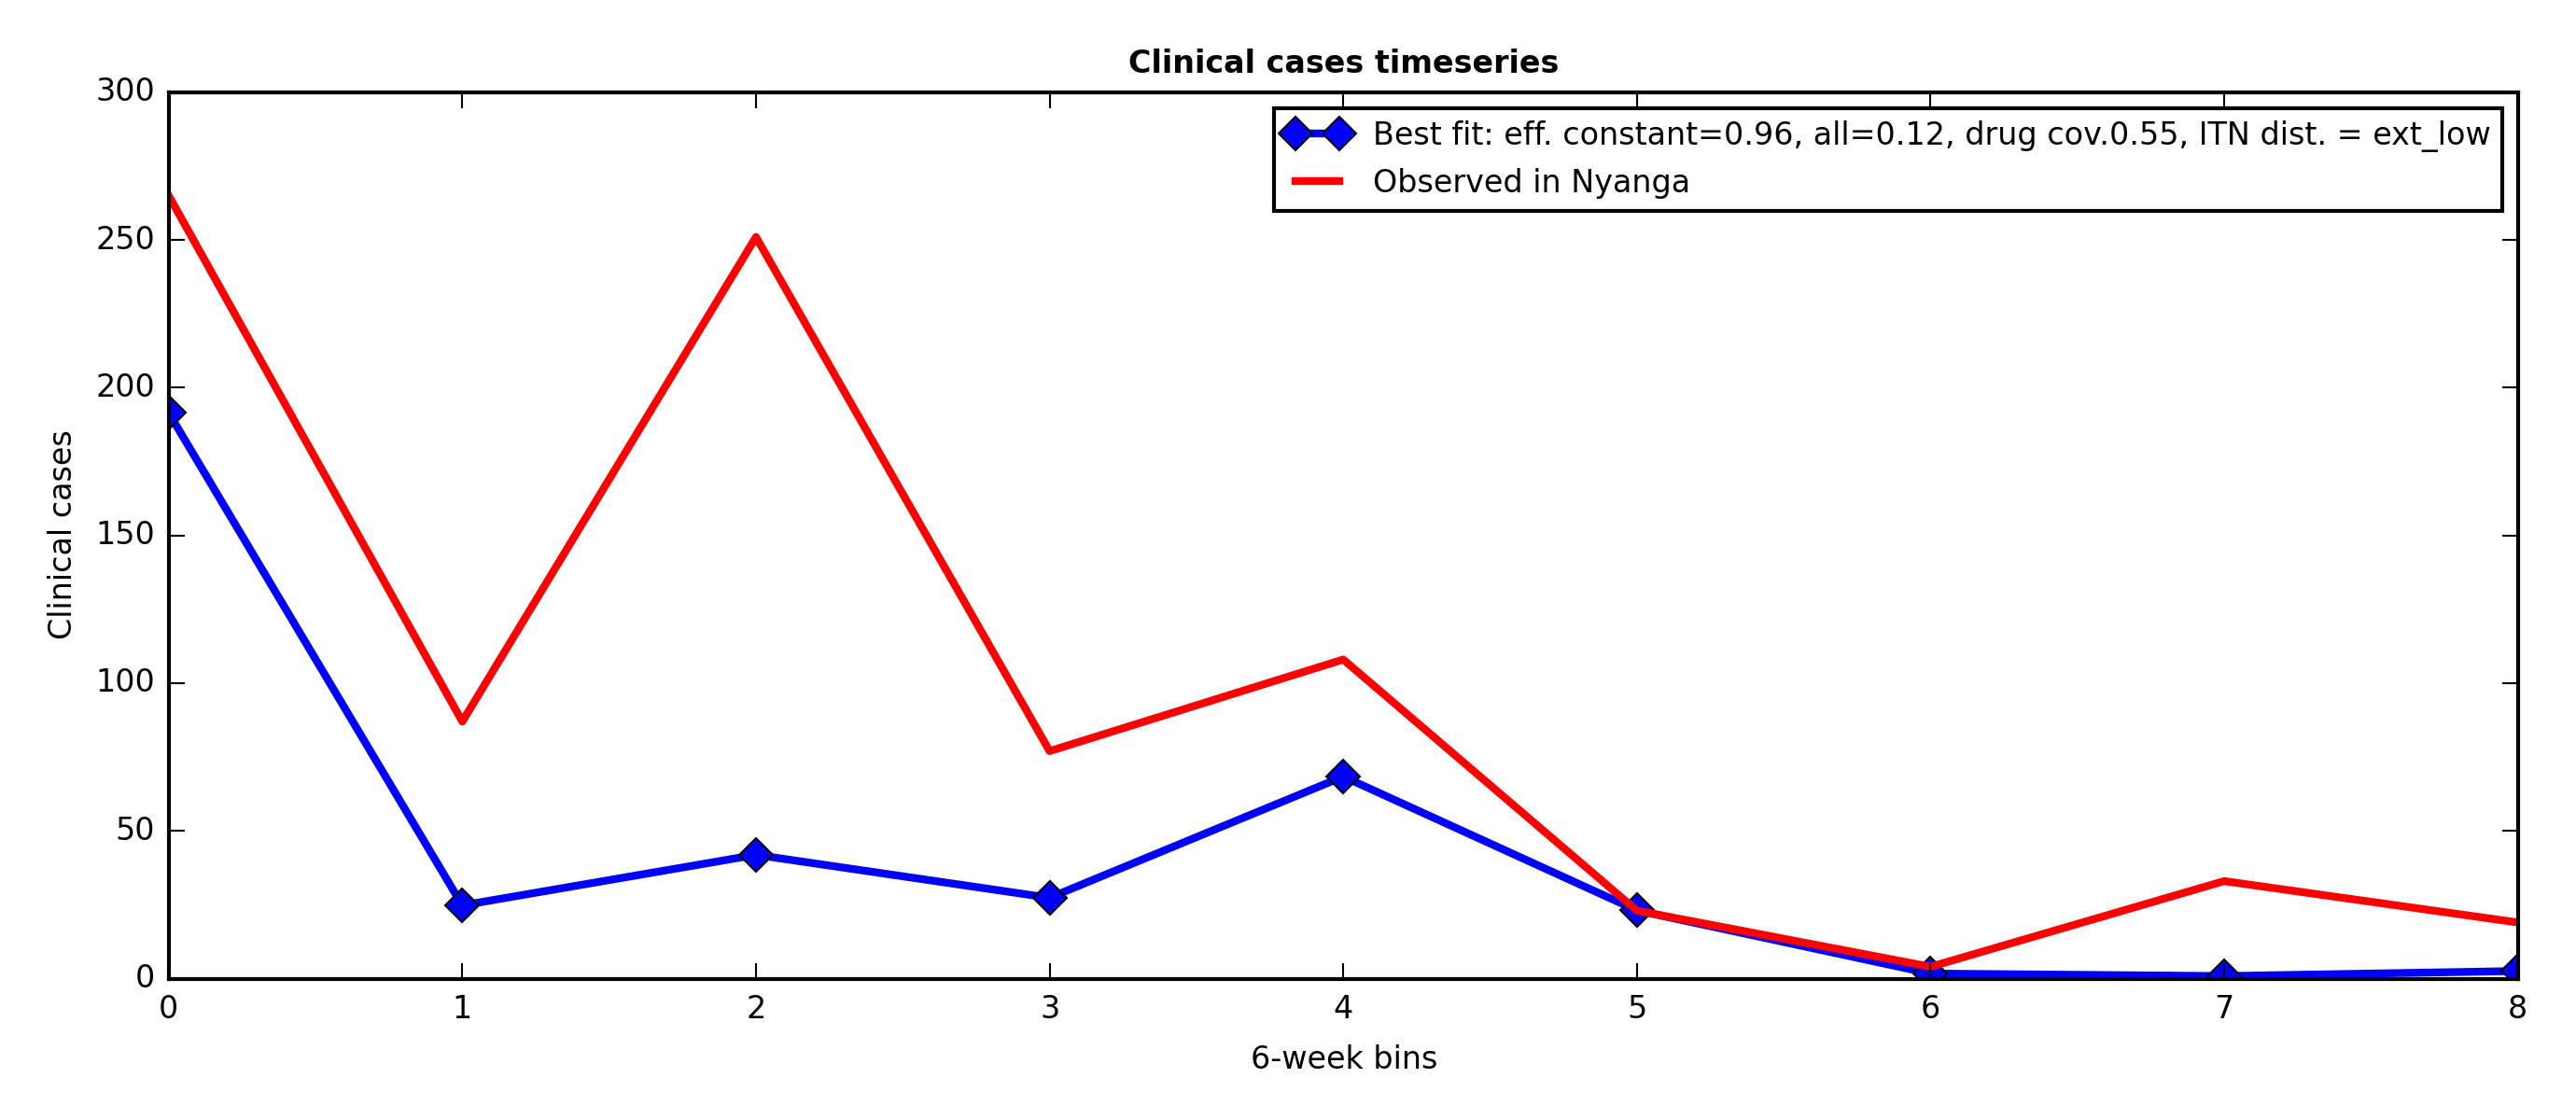 Clinical cases timeseries
300
250
200
150
100
50
0
Clinical cases
Best fit: eff. constant=0.96, all=0.12, drug cov.0.55, ITN dist. = ext_low
Observed in Nyanga
0 1 2 3 4 5 6 7 8
6-week bins